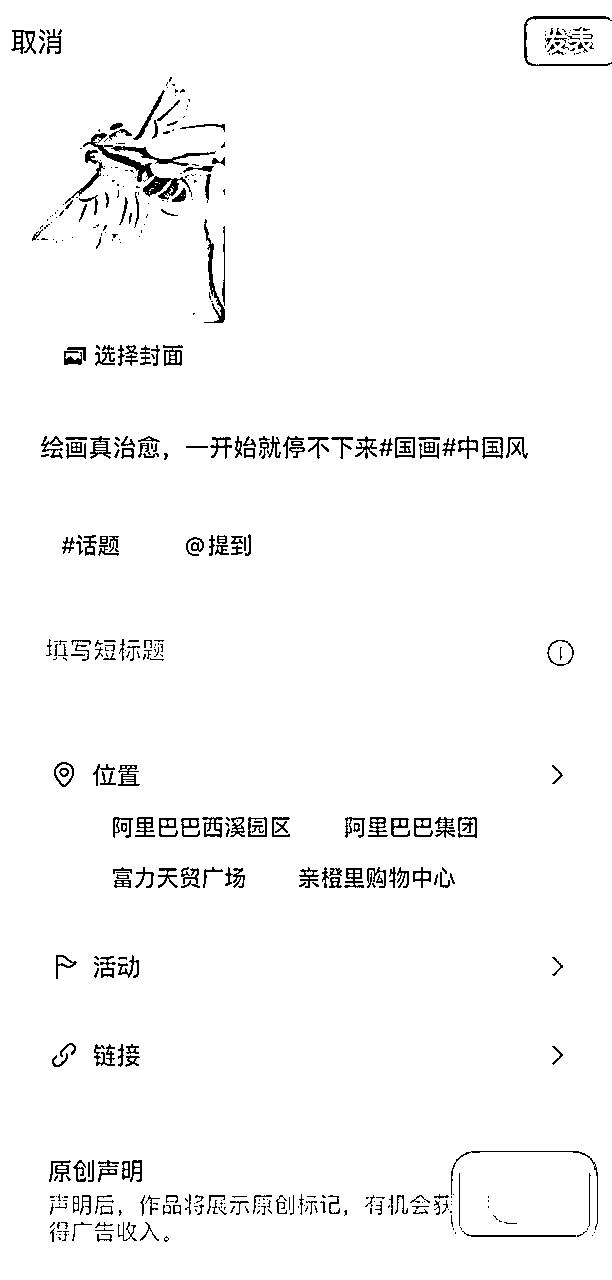 取消
发表
选择封面
绘画真治愈，一开始就停不下来#国画#中国风
#话题 @提到
填写短标题
位置
阿里巴巴西溪园区 阿里巴巴集团
富力天贸广场 亲橙里购物中心
活动
链接
原创声明
声明后，作品将展示原创标记，有机会获
得广告收入。